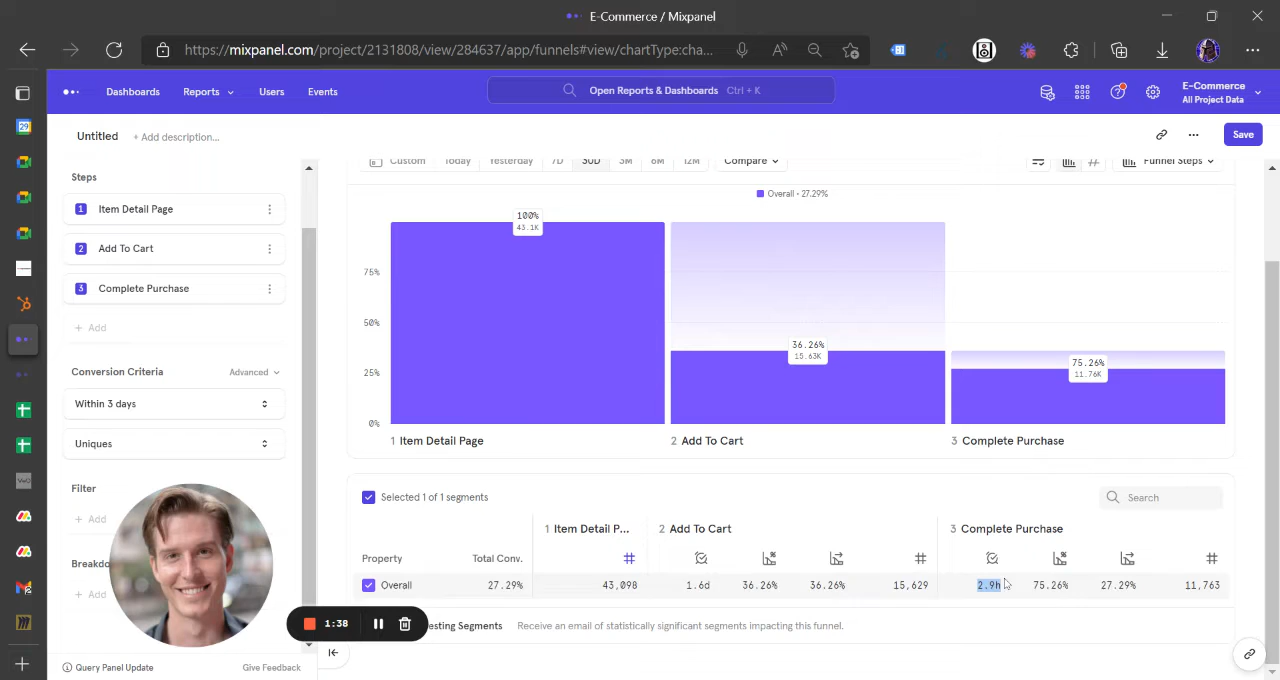 E-Commerce / Mixpanel
https://mixpanel.com/project/2131808/view/284637/app/funnels#view/chartType:cha...
Dashboards Reports Users Events
Open Reports & Dashboards Ctrl + K
E-Commerce
All Project Data
Untitled + Add description...
Save
Custom Today Yesterday 7D 30D 3M 6M 12M Compare
Funnel Steps
Steps
1 Item Detail Page
2 Add To Cart
3 Complete Purchase
+ Add
Conversion Criteria Advanced
Within 3 days
Uniques
Filter
+ Add
Breakdo
+ Add
Query Panel Update Give Feedback
Overall - 27.29%
75%
50%
25%
0%
100%
43.1K
36.26%
15.63K
75.26%
11.76K
1 Item Detail Page
2 Add To Cart
3 Complete Purchase
Selected 1 of 1 segments
Search
1 Item Detail P... 2 Add To Cart 3 Complete Purchase
Property Total Conv.
Overall 27.29% 43,098 1.6d 36.26% 36.26% 15,629 2.9h 75.26% 27.29% 11,763
esting Segments Receive an email of statistically significant segments impacting this funnel.
1:38
29